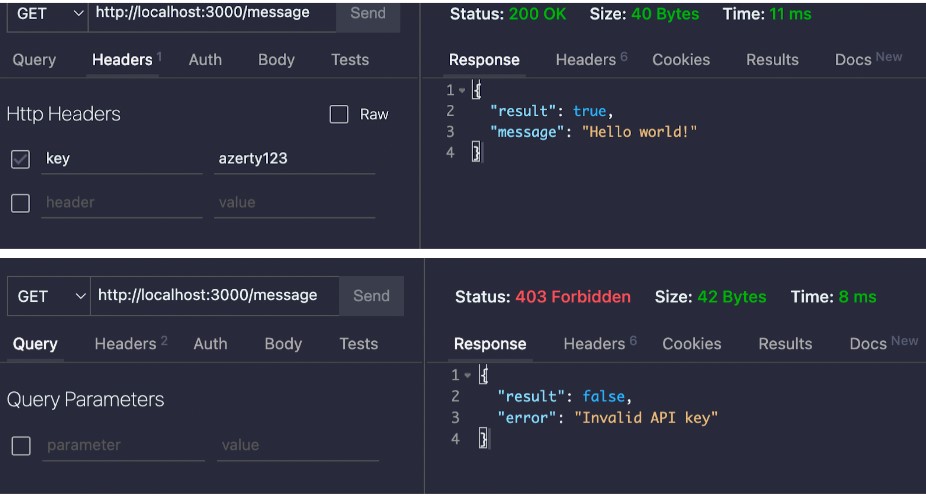 GET http://localhost:3000/message Send
Status: 200 OK Size: 40 Bytes Time: 11 ms
Query Headers 1 Auth Body Tests
Response Headers 6 Cookies Results Docs New
Http Headers Raw
key azerty123
header value
1 {
2 "result": true,
3 "message": "Hello world!"
4 }
GET http://localhost:3000/message Send
Status: 403 Forbidden Size: 42 Bytes Time: 8 ms
Query Headers 2 Auth Body Tests
Response Headers 6 Cookies Results Docs New
Query Parameters
parameter value
1 {
2 "result": false,
3 "error": "Invalid API key"
4 }